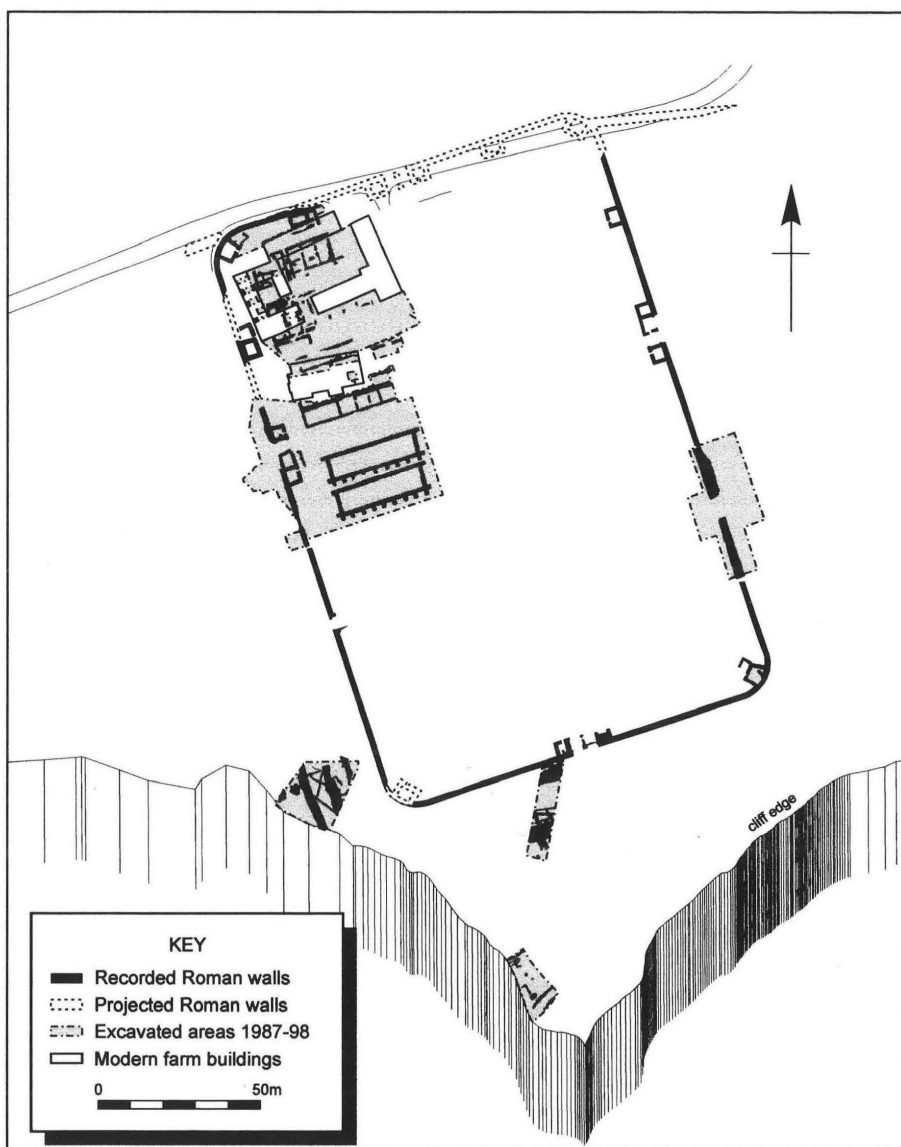 cliff edge
KEY
Recorded Roman walls
Projected Roman walls
Excavated areas 1987-98
Modern farm buildings
0 50m